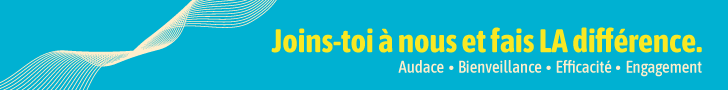 Joins-toi à nous et fais LA différence.
Audace • Bienveillance • Efficacité • Engagement